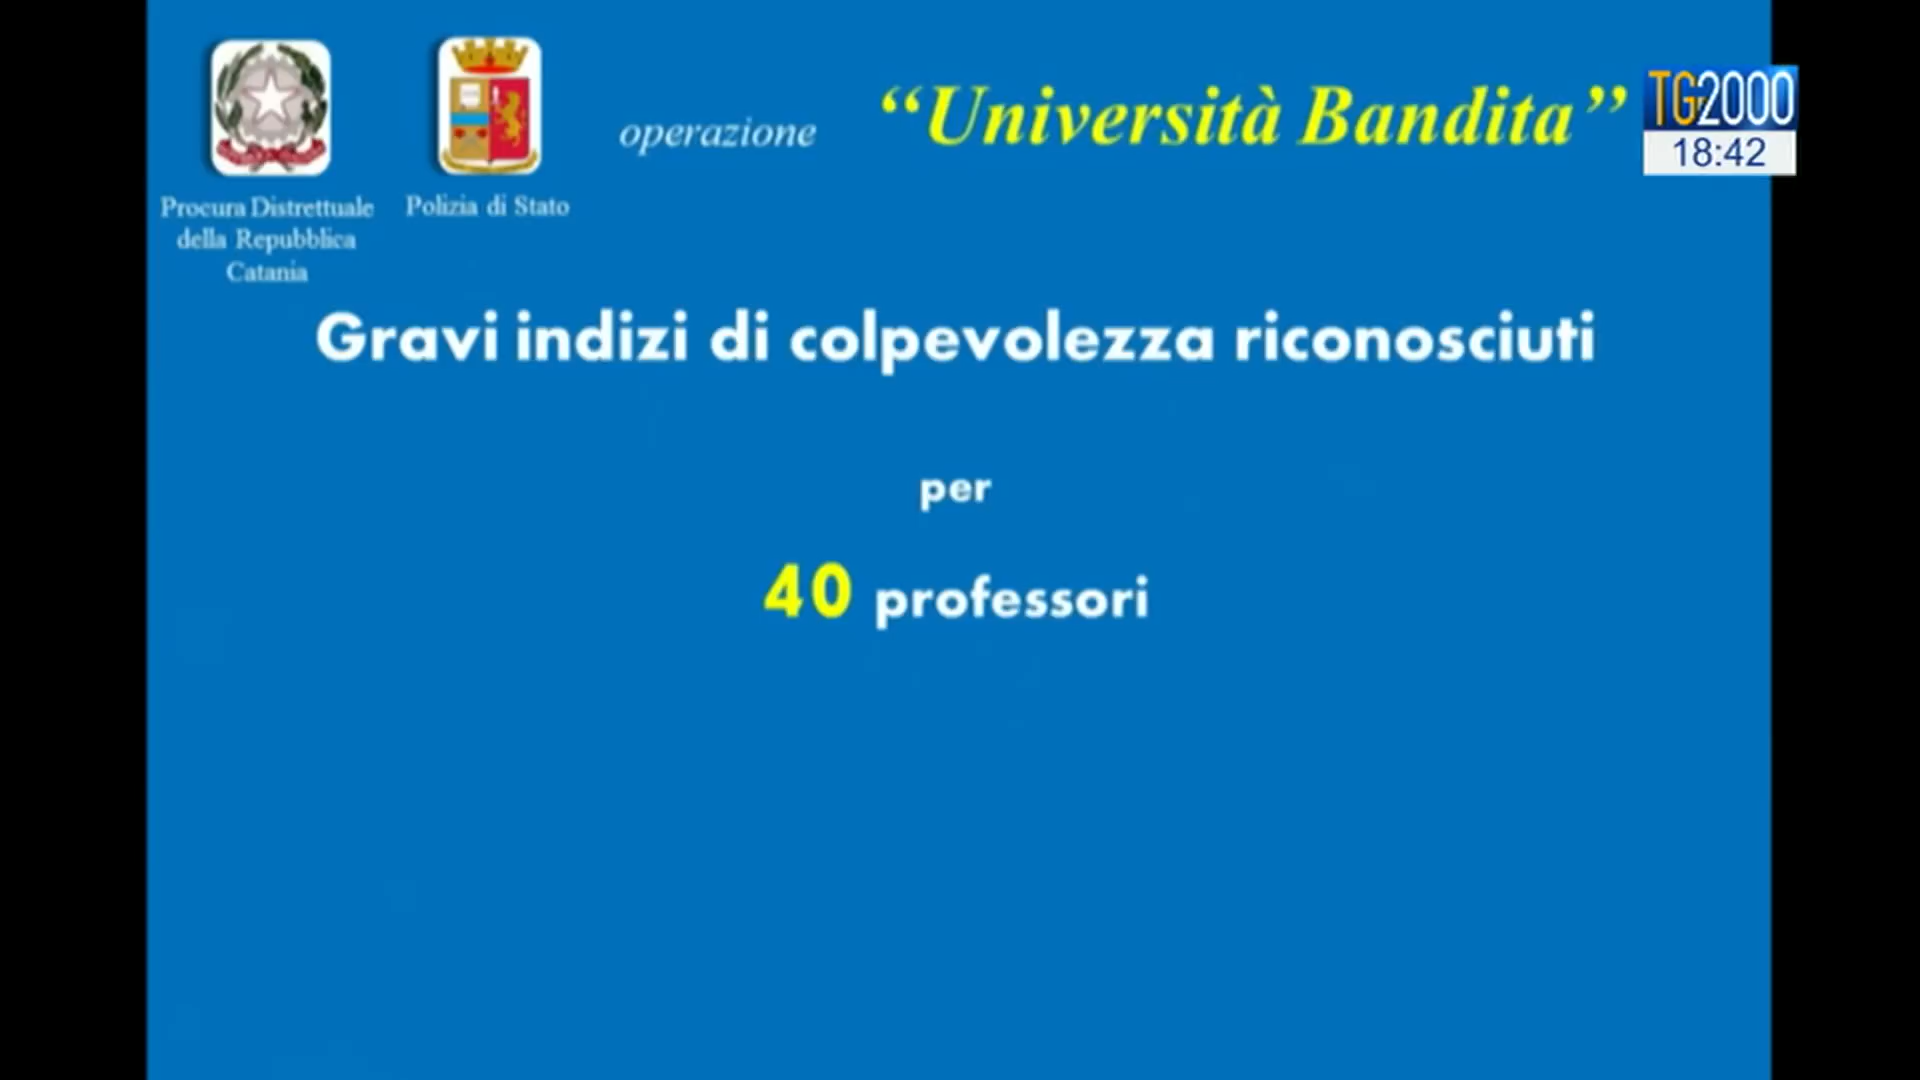 operazione “Università Bandita”
TG2000
18:42
Procura Distrettuale
della Repubblica
Catania
Polizia di Stato
Gravi indizi di colpevolezza riconosciuti
per
40 professori